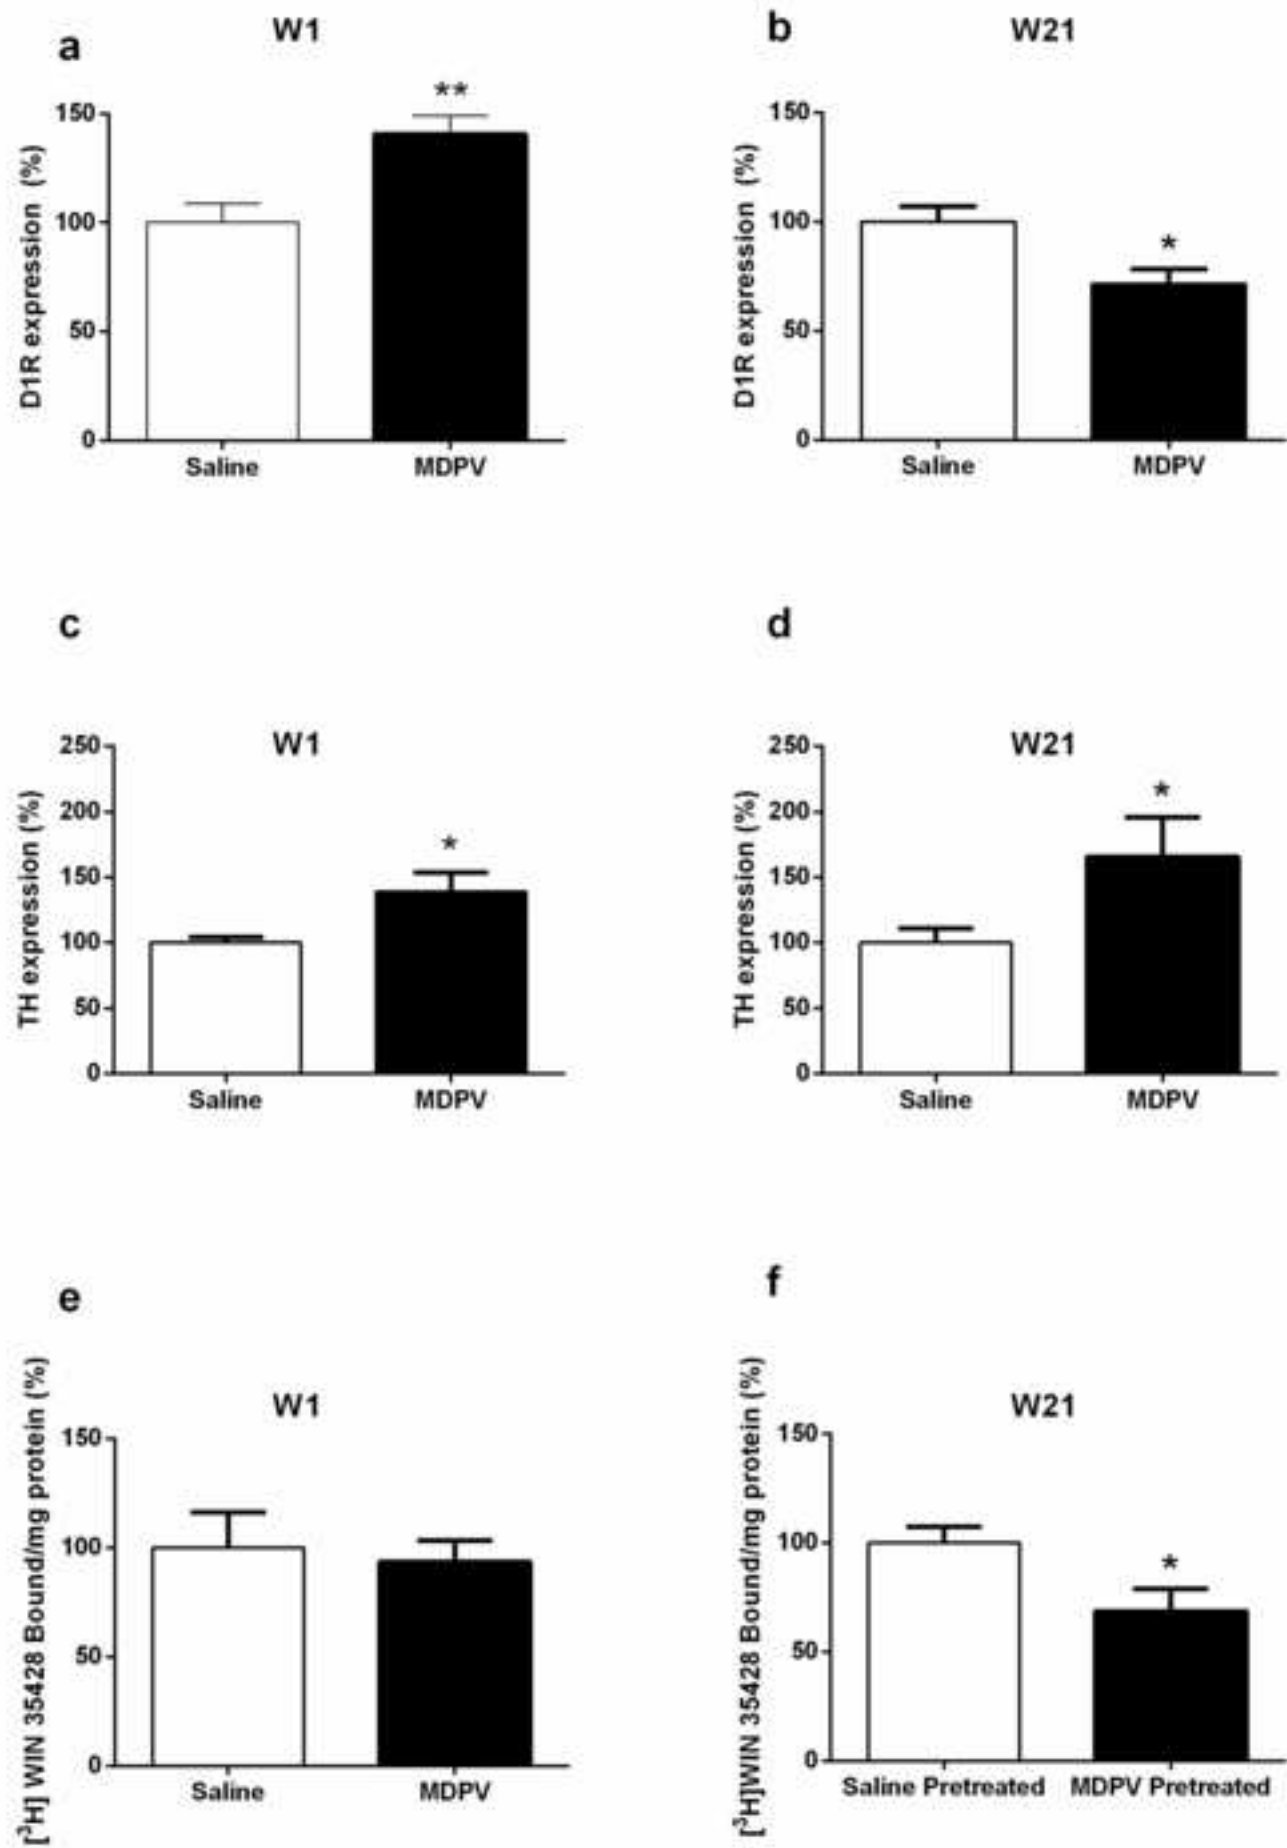 a
W1
D1R expression (%)
150
100
50
0
**
Saline
MDPV
b
W21
D1R expression (%)
150
100
50
0
*
Saline
MDPV
c
W1
TH expression (%)
250
200
150
100
50
0
*
Saline
MDPV
d
W21
TH expression (%)
250
200
150
100
50
0
*
Saline
MDPV
e
W1
[³H] WIN 35428 Bound/mg protein (%)
150
100
50
0
Saline
MDPV
f
W21
[³H]WIN 35428 Bound/mg protein (%)
150
100
50
0
*
Saline Pretreated
MDPV Pretreated